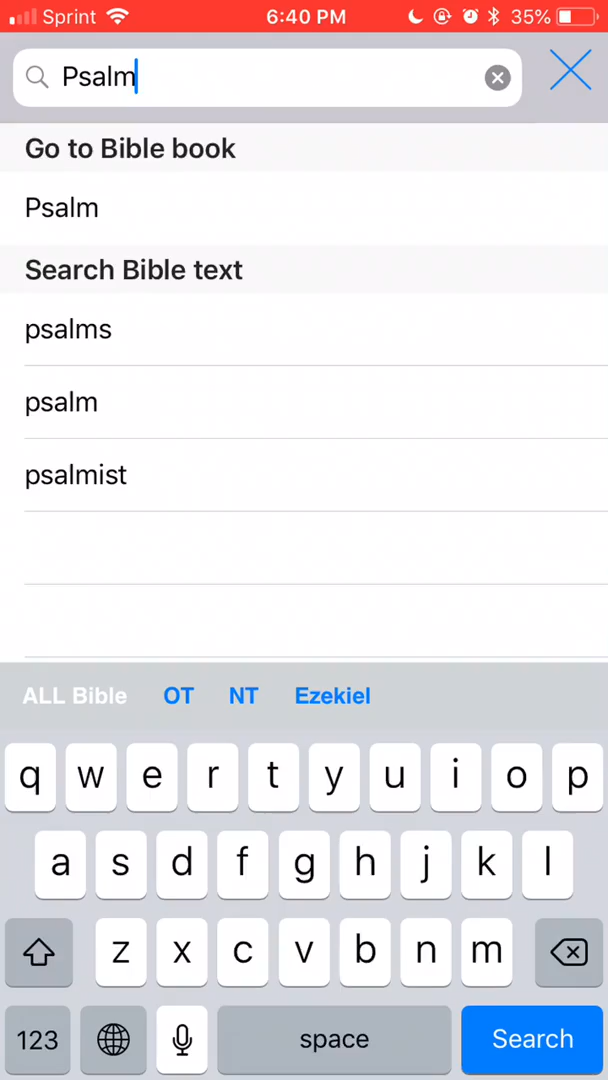 Sprint 6:40 PM 35%
Psalm
Go to Bible book
Psalm
Search Bible text
psalms
psalm
psalmist
ALL Bible OT NT Ezekiel
q w e r t y u i o p
a s d f g h j k l
z x c v b n m
123 space Search